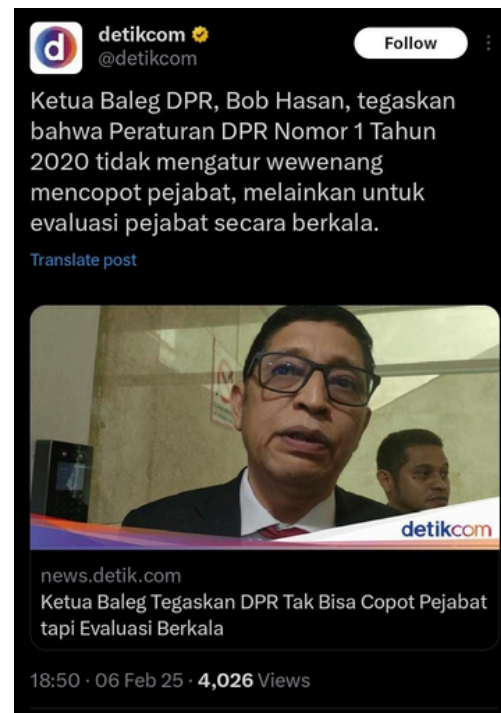 detikcom
@detikcom
Follow
Ketua Baleg DPR, Bob Hasan, tegaskan
bahwa Peraturan DPR Nomor 1 Tahun
2020 tidak mengatur wewenang
mencopot pejabat, melainkan untuk
evaluasi pejabat secara berkala.
Translate post
detikcom
news.detik.com
Ketua Baleg Tegaskan DPR Tak Bisa Copot Pejabat
tapi Evaluasi Berkala
18:50 · 06 Feb 25 · 4,026 Views